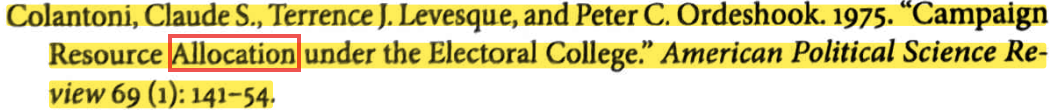 Colantoni, Claude S., Terrence J. Levesque, and Peter C. Ordeshook. 1975. “Campaign
Resource Allocation under the Electoral College.” American Political Science Re-
view 69 (1): 141–54.